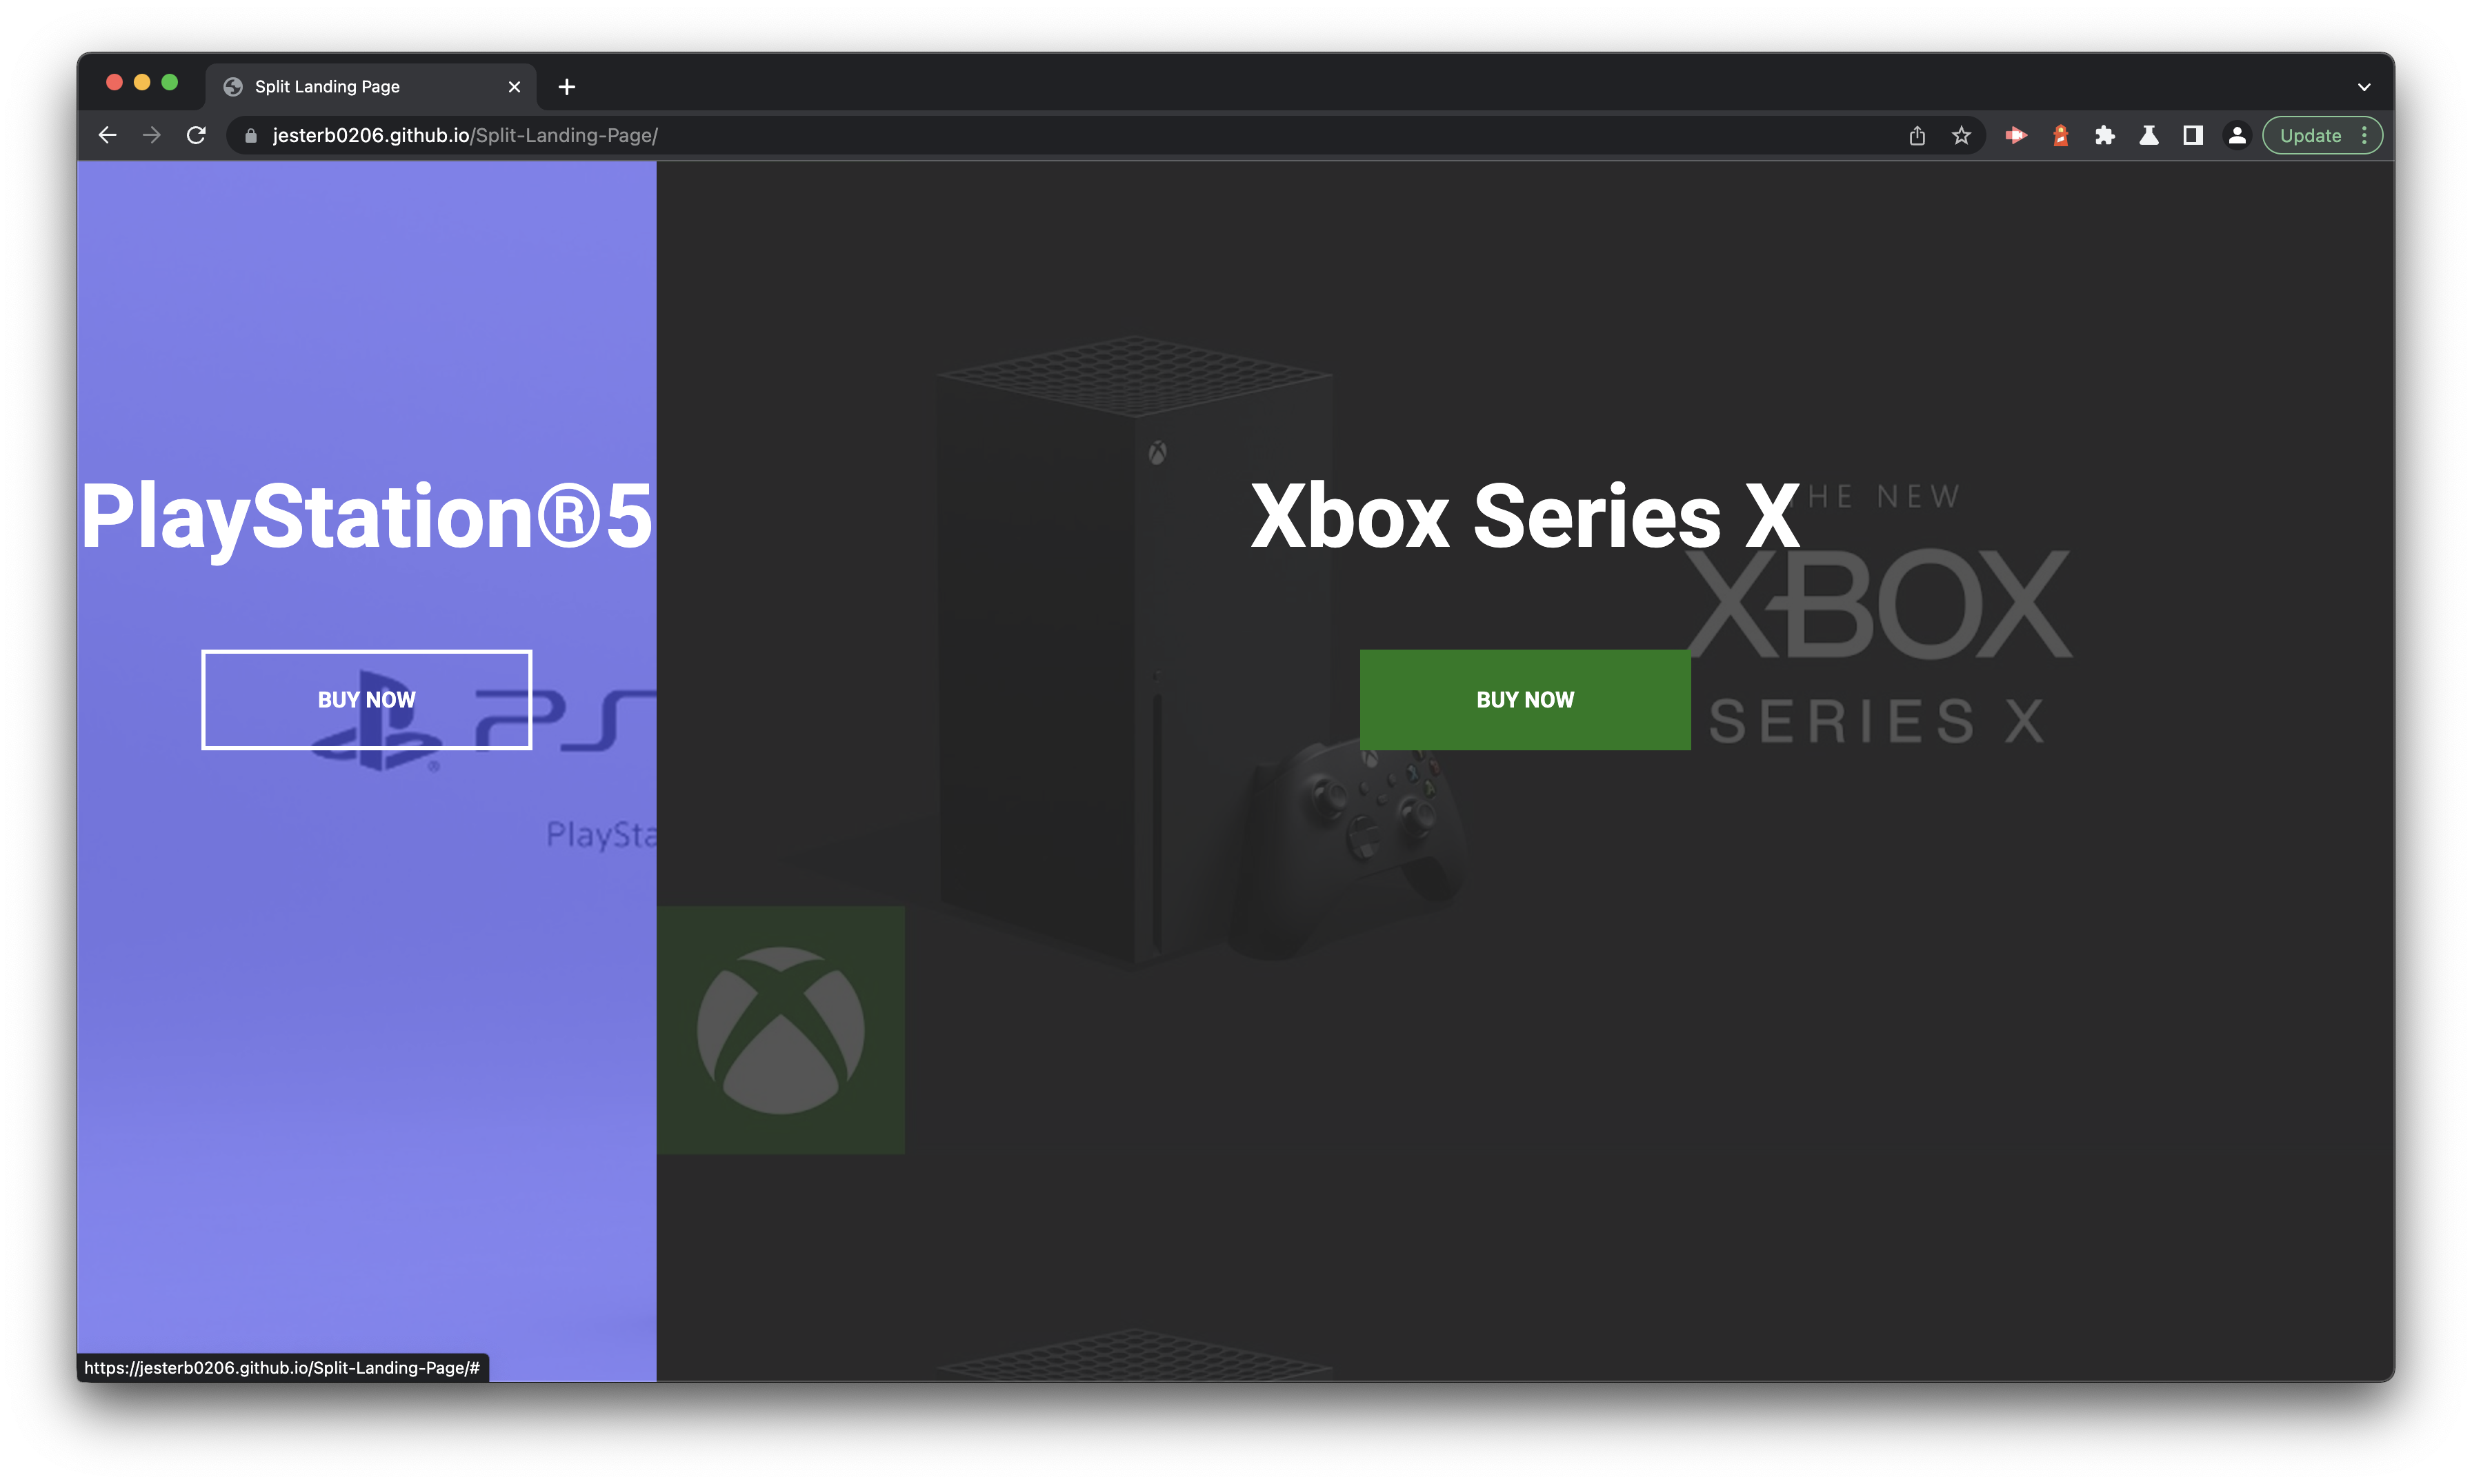 Split Landing Page
jesterb0206.github.io/Split-Landing-Page/
Update
PlayStation®5
BUY NOW
PS
®
PlaySta
Xbox Series X
HE NEW
XBOX
SERIES X
BUY NOW
https://jesterb0206.github.io/Split-Landing-Page/#